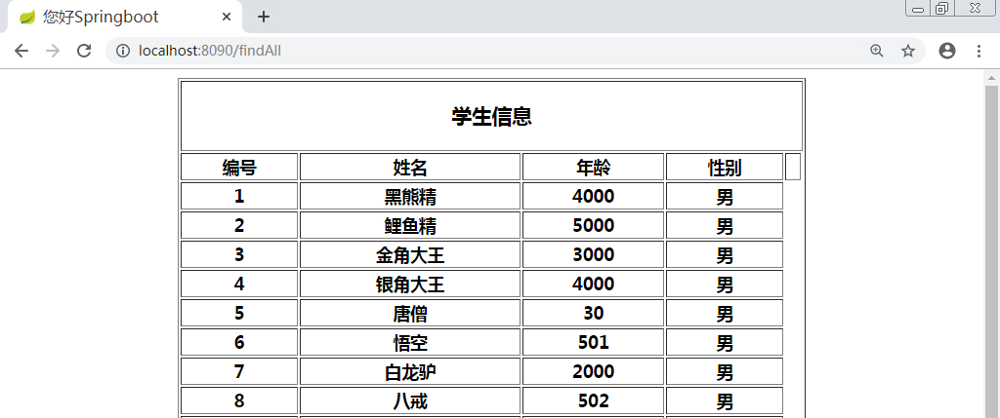 您好Springboot
localhost:8090/findAll
学生信息
编号 姓名 年龄 性别
1 黑熊精 4000 男
2 鲤鱼精 5000 男
3 金角大王 3000 男
4 银角大王 4000 男
5 唐僧 30 男
6 悟空 501 男
7 白龙驴 2000 男
8 八戒 502 男